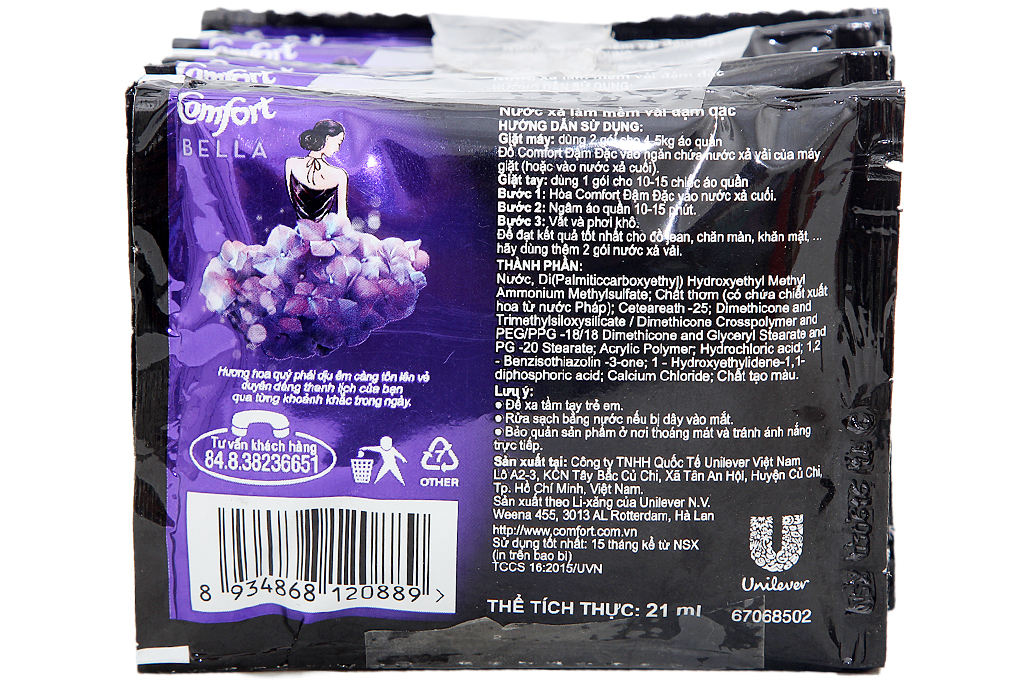 Comfort
Comfort
Comfort
BELLA
Hương hoa quý phái dịu êm càng tôn lên vẻ
duyên dáng thanh lịch của bạn
qua từng khoảnh khắc trong ngày.
Tư vấn khách hàng
84.8.38236651
7
OTHER
8 934868 120889 >
Nước xả làm mềm vải đậm đặc
HƯỚNG DẪN SỬ DỤNG:
Giặt máy: dùng 2 gói cho 4-5kg áo quần
Đổ Comfort Đậm Đặc vào ngăn chứa nước xả vải của máy
giặt (hoặc vào nước xả cuối).
Giặt tay: dùng 1 gói cho 10-15 chiếc áo quần
Bước 1: Hòa Comfort Đậm Đặc vào nước xả cuối.
Bước 2: Ngâm áo quần 10-15 phút.
Bước 3: Vắt và phơi khô.
Để đạt kết quả tốt nhất cho đồ jean, chăn màn, khăn mặt, ...
hãy dùng thêm 2 gói nước xả vải.
THÀNH PHẦN:
Nước, Di(Palmiticcarboxyethyl) Hydroxyethyl Methyl
Ammonium Methylsulfate; Chất thơm (có chứa chiết xuất
hoa từ nước Pháp); Ceteareath -25; Dimethicone and
Trimethylsiloxysilicate / Dimethicone Crosspolymer and
PEG/PPG -18/18 Dimethicone and Glyceryl Stearate and
PG -20 Stearate; Acrylic Polymer; Hydrochloric acid; 1,2
- Benzisothiazolin -3-one; 1 - Hydroxyethylidene-1,1-
diphosphoric acid; Calcium Chloride; Chất tạo màu.
Lưu ý:
● Để xa tầm tay trẻ em.
● Rửa sạch bằng nước nếu bị dây vào mắt.
● Bảo quản sản phẩm ở nơi thoáng mát và tránh ánh nắng
trực tiếp.
Sản xuất tại: Công ty TNHH Quốc Tế Unilever Việt Nam
Lô A2-3, KCN Tây Bắc Củ Chi, Xã Tân An Hội, Huyện Củ Chi,
Tp. Hồ Chí Minh, Việt Nam.
Sản xuất theo Li-xăng của Unilever N.V.
Weena 455, 3013 AL Rotterdam, Hà Lan
http://www.comfort.com.vn
Sử dụng tốt nhất: 15 tháng kể từ NSX
(in trên bao bì)
TCCS 16:2015/UVN
Unilever
THỂ TÍCH THỰC: 21 ml
67068502